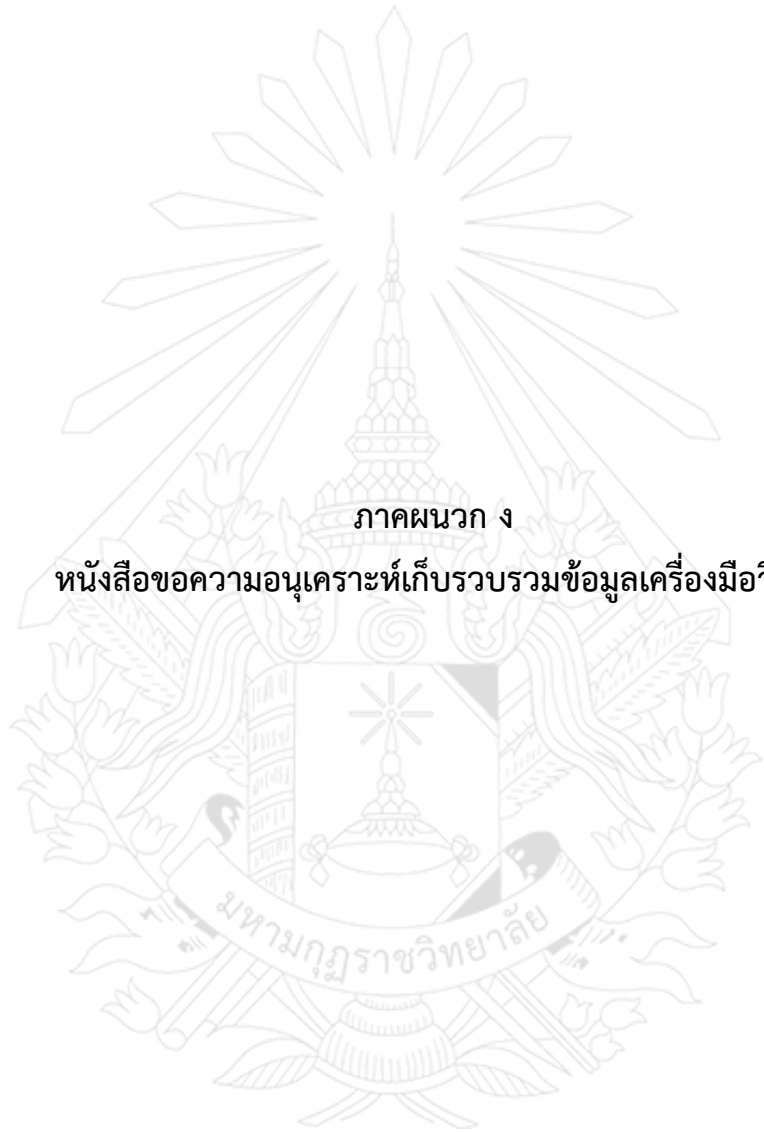 ภาคผนวก ง
หนังสือขอความอนุเคราะห์เก็บรวบรวมข้อมูลเครื่องมือ
มหามกุฏราชวิทยาลัย